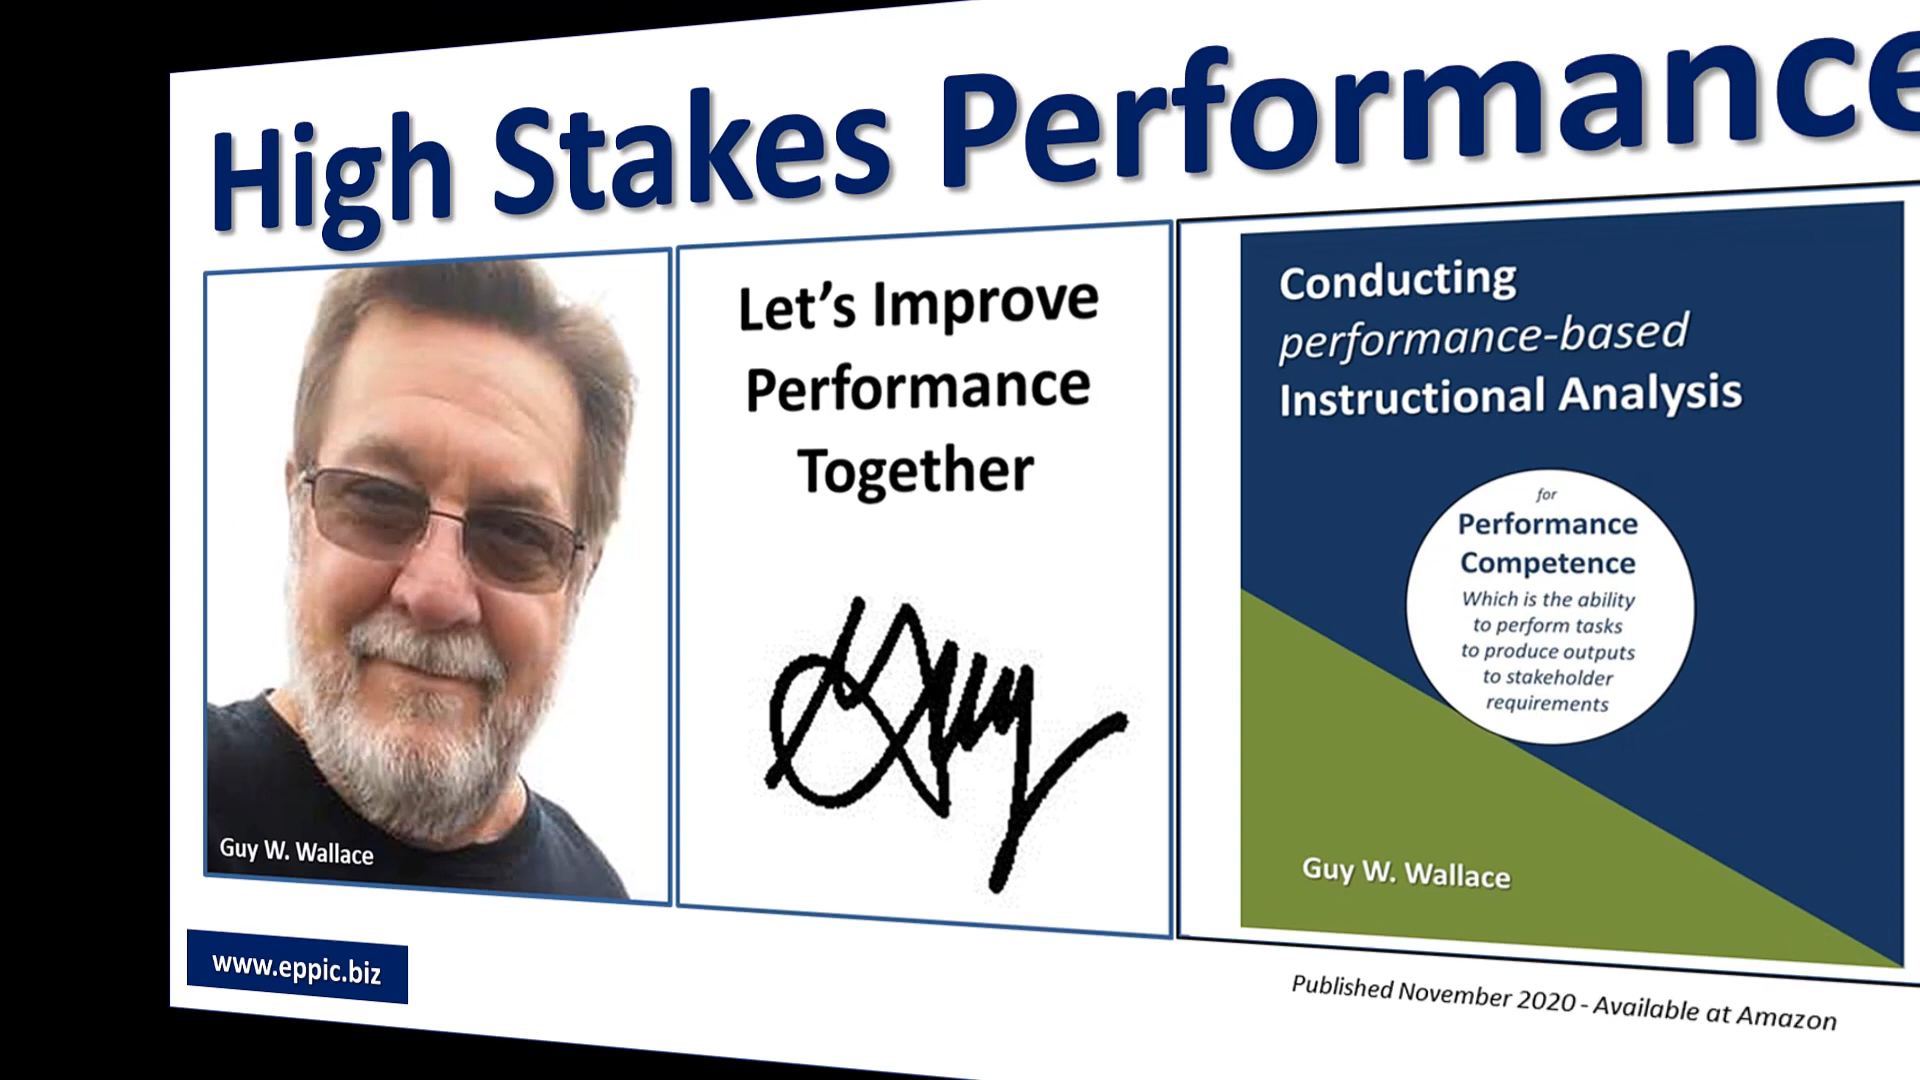 High Stakes Performance
Let's Improve
Performance
Together
Guy
Guy W. Wallace
www.eppic.biz
Conducting
performance-based
Instructional Analysis
for
Performance
Competence
Which is the ability
to perform tasks
to produce outputs
to stakeholder
requirements
Guy W. Wallace
Published November 2020 - Available at Amazon